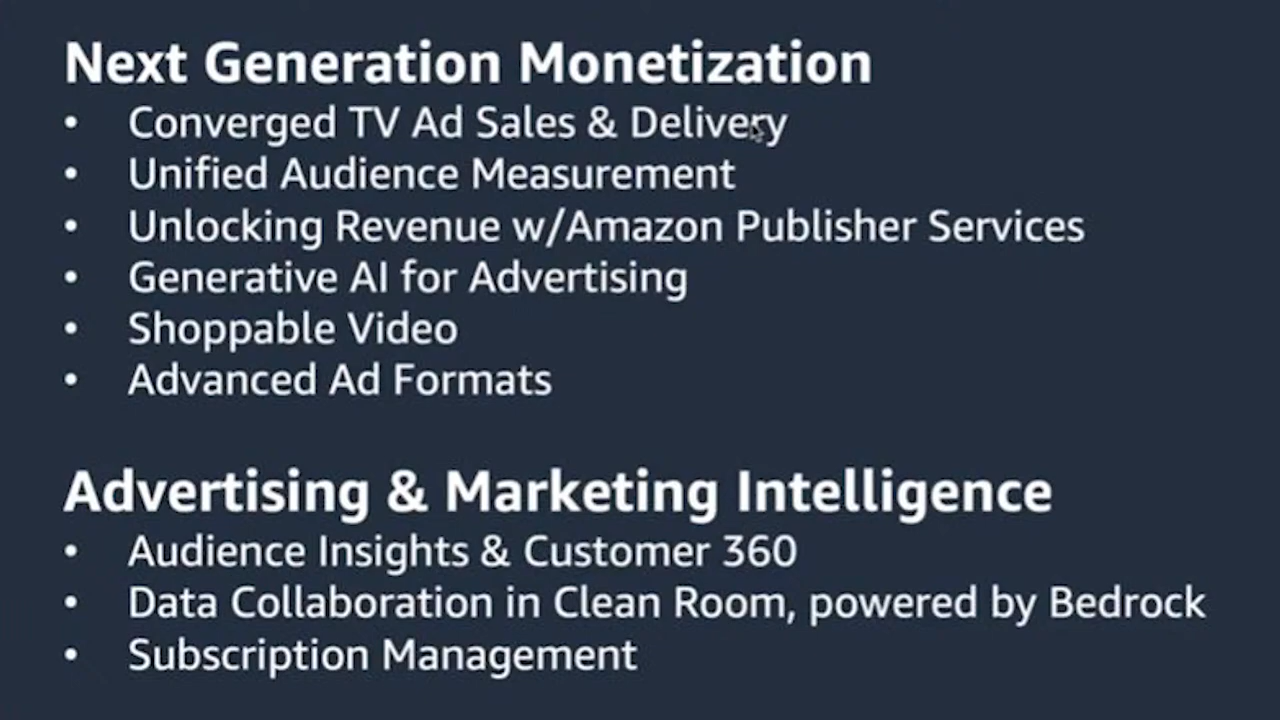 Next Generation Monetization
• Converged TV Ad Sales & Delivery
• Unified Audience Measurement
• Unlocking Revenue w/Amazon Publisher Services
• Generative AI for Advertising
• Shoppable Video
• Advanced Ad Formats
Advertising & Marketing Intelligence
• Audience Insights & Customer 360
• Data Collaboration in Clean Room, powered by Bedrock
• Subscription Management